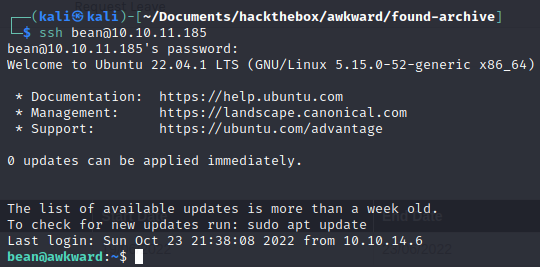 Request Leave
┌──(kali㉿kali)-[~/Documents/hackthebox/awkward/found-archive]
└─$ ssh bean@10.10.11.185
bean@10.10.11.185's password:
Welcome to Ubuntu 22.04.1 LTS (GNU/Linux 5.15.0-52-generic x86_64)
* Documentation:  https://help.ubuntu.com
* Management:     https://landscape.canonical.com
* Support:        https://ubuntu.com/advantage
0 updates can be applied immediately.
The list of available updates is more than a week old.
End Date
To check for new updates run: sudo apt update
Last login: Sun Oct 23 21:38:08 2022 from 10.10.14.6
bean@awkward:~$